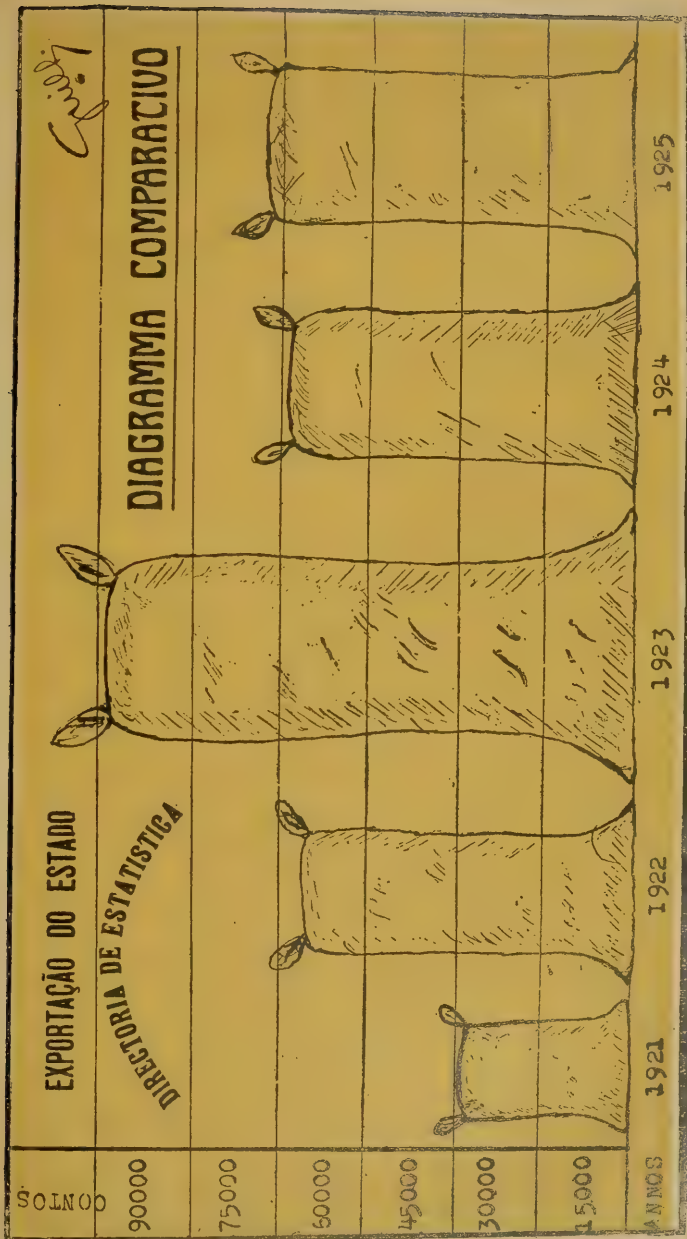 EXPORTAÇÃO DO ESTADO
DIRECTORIA DE ESTATISTICA
DIAGRAMMA COMPARATIVO
CONTOS
90000
75000
60000
45000
30000
15000
ANNOS
1921
1922
1923
1924
1925